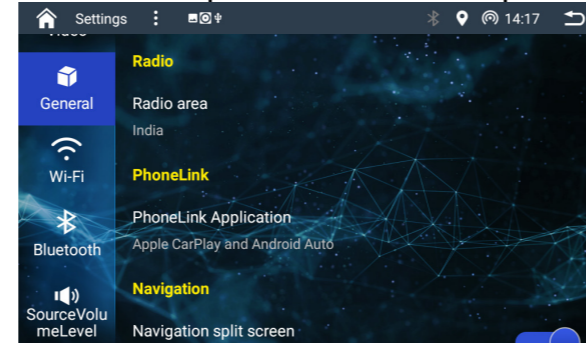 Settings
14:17
Video
General
Wi-Fi
Bluetooth
SourceVolu
meLevel
Radio
Radio area
India
PhoneLink
PhoneLink Application
Apple CarPlay and Android Auto
Navigation
Navigation split screen